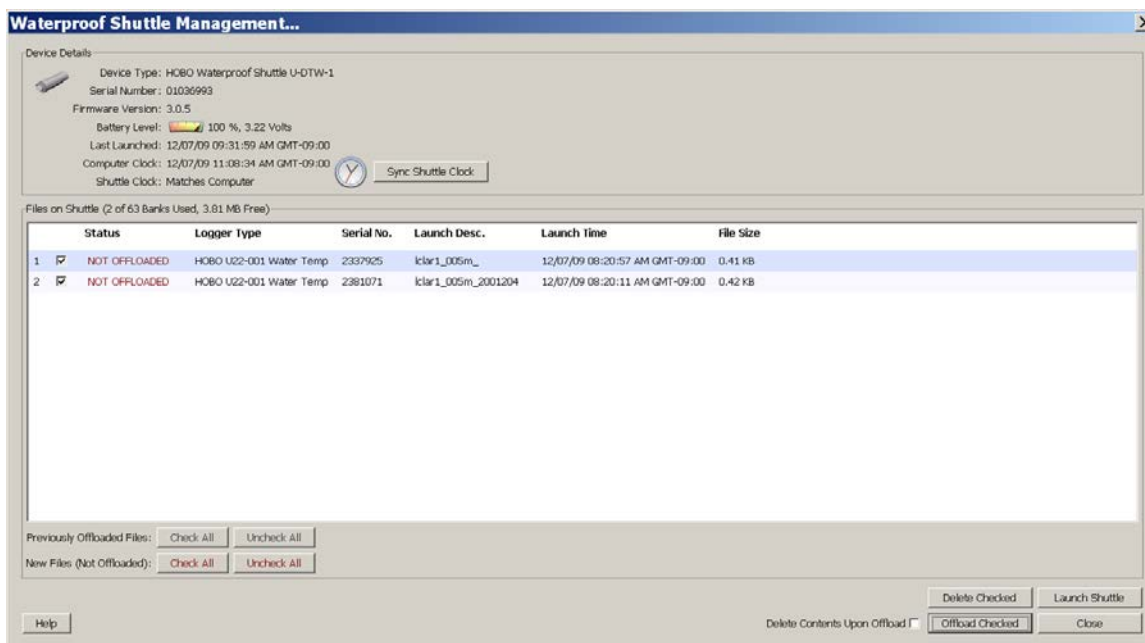 Waterproof Shuttle Management...
Device Details
Device Type: HOBO Waterproof Shuttle U-DTW-1
Serial Number: 01036993
Firmware Version: 3.0.5
Battery Level: 100 %, 3.22 Volts
Last Launched: 12/07/09 09:31:59 AM GMT-09:00
Computer Clock: 12/07/09 11:08:34 AM GMT-09:00
Sync Shuttle Clock
Shuttle Clock: Matches Computer
Files on Shuttle (2 of 63 Banks Used, 3.81 MB Free)
Status Logger Type Serial No. Launch Desc. Launch Time File Size
1 NOT OFFLOADED HOBO U22-001 Water Temp 2337925 lclar1_005m_ 12/07/09 08:20:57 AM GMT-09:00 0.41 KB
2 NOT OFFLOADED HOBO U22-001 Water Temp 2381071 lclar1_005m_2001204 12/07/09 08:20:11 AM GMT-09:00 0.42 KB
Previously Offloaded Files: Check All Uncheck All
New Files (Not Offloaded): Check All Uncheck All
Delete Checked Launch Shuttle
Help Delete Contents Upon Offload Offload Checked Close